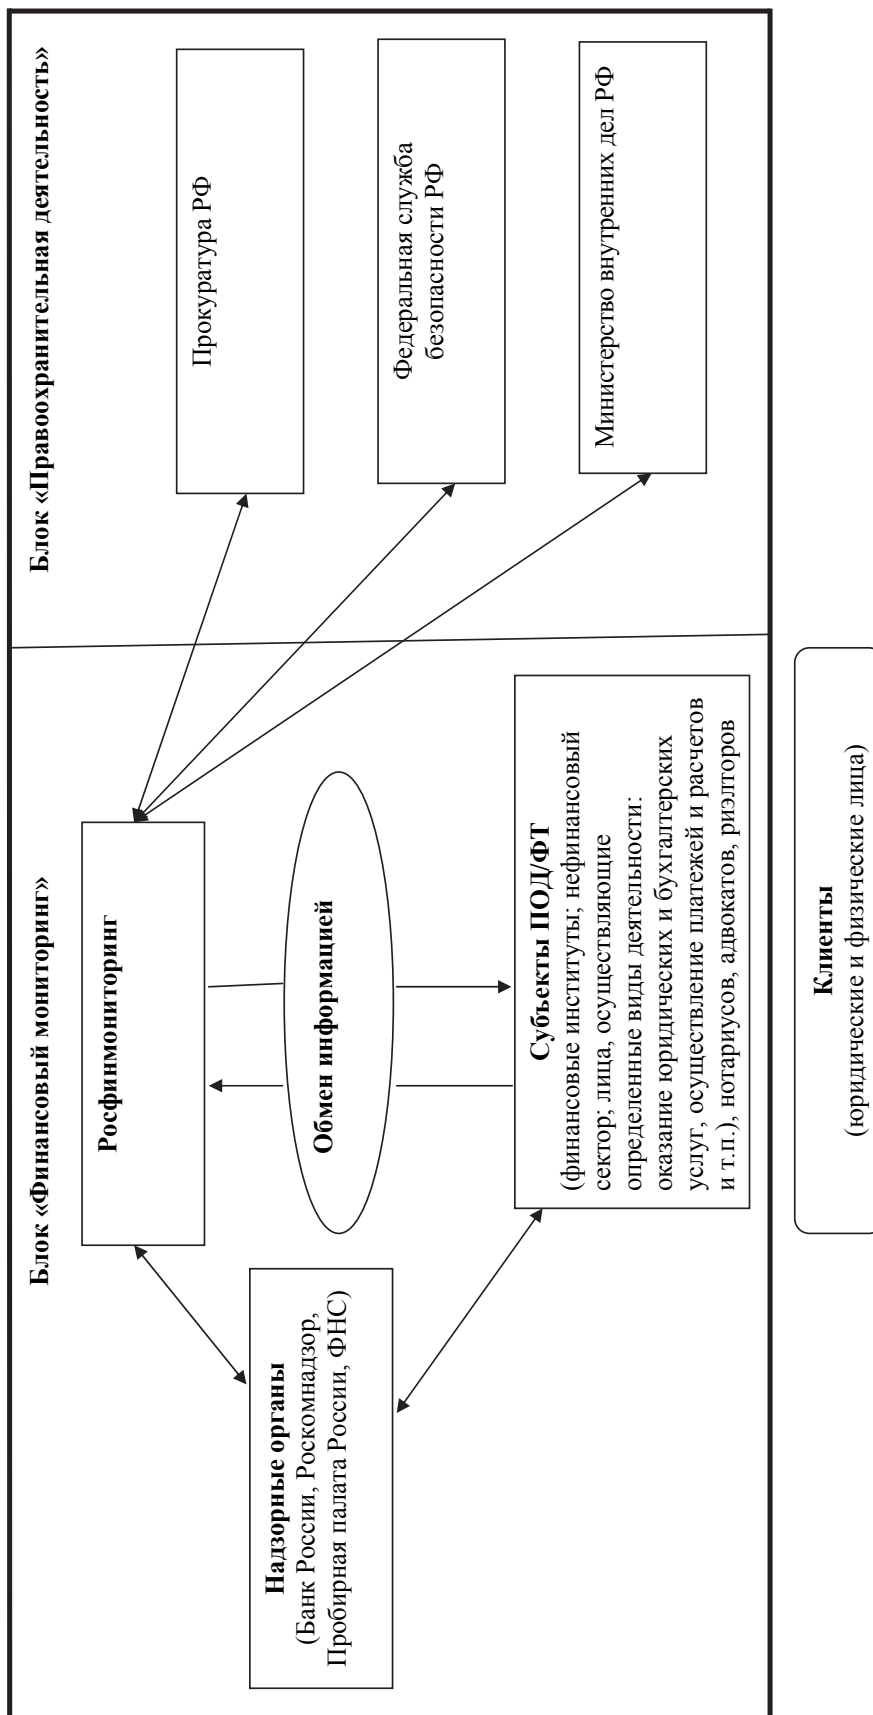 Блок «Финансовый мониторинг»
Блок «Правоохранительная деятельность»
Росфинмониторинг
Прокуратура РФ
Надзорные органы
(Банк России, Роскомнадзор,
Пробирная палата России, ФНС)
Обмен информацией
Федеральная служба
безопасности РФ
Субъекты ПОД/ФТ
(финансовые институты; нефинансовый
сектор; лица, осуществляющие
определенные виды деятельности:
оказание юридических и бухгалтерских
услуг, осуществление платежей и расчетов
и т.п.), нотариусов, адвокатов, риэлторов
Министерство внутренних дел РФ
Клиенты
(юридические и физические лица)